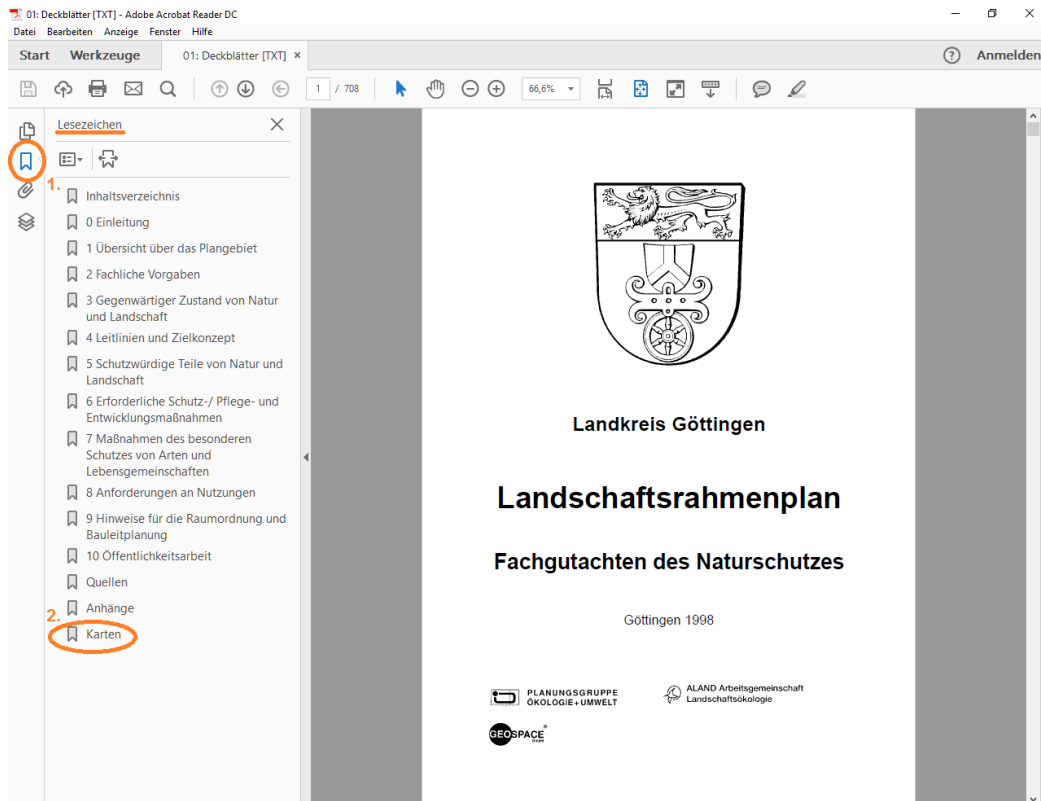 01: Deckblätter [TXT] - Adobe Acrobat Reader DC
Datei Bearbeiten Anzeige Fenster Hilfe
Start Werkzeuge 01: Deckblätter [TXT] × Anmelden
1 / 708 66,6%
Lesezeichen
1.
Inhaltsverzeichnis
0 Einleitung
1 Übersicht über das Plangebiet
2 Fachliche Vorgaben
3 Gegenwärtiger Zustand von Natur
und Landschaft
4 Leitlinien und Zielkonzept
5 Schutzwürdige Teile von Natur und
Landschaft
6 Erforderliche Schutz-/ Pflege- und
Entwicklungsmaßnahmen
7 Maßnahmen des besonderen
Schutzes von Arten und
Lebensgemeinschaften
8 Anforderungen an Nutzungen
9 Hinweise für die Raumordnung und
Bauleitplanung
10 Öffentlichkeitsarbeit
Quellen
Anhänge
2.
Karten
Landkreis Göttingen
Landschaftsrahmenplan
Fachgutachten des Naturschutzes
Göttingen 1998
PLANUNGSGRUPPE
ÖKOLOGIE+UMWELT
ALAND Arbeitsgemeinschaft
Landschaftsökologie
GEOSPACE
GmbH